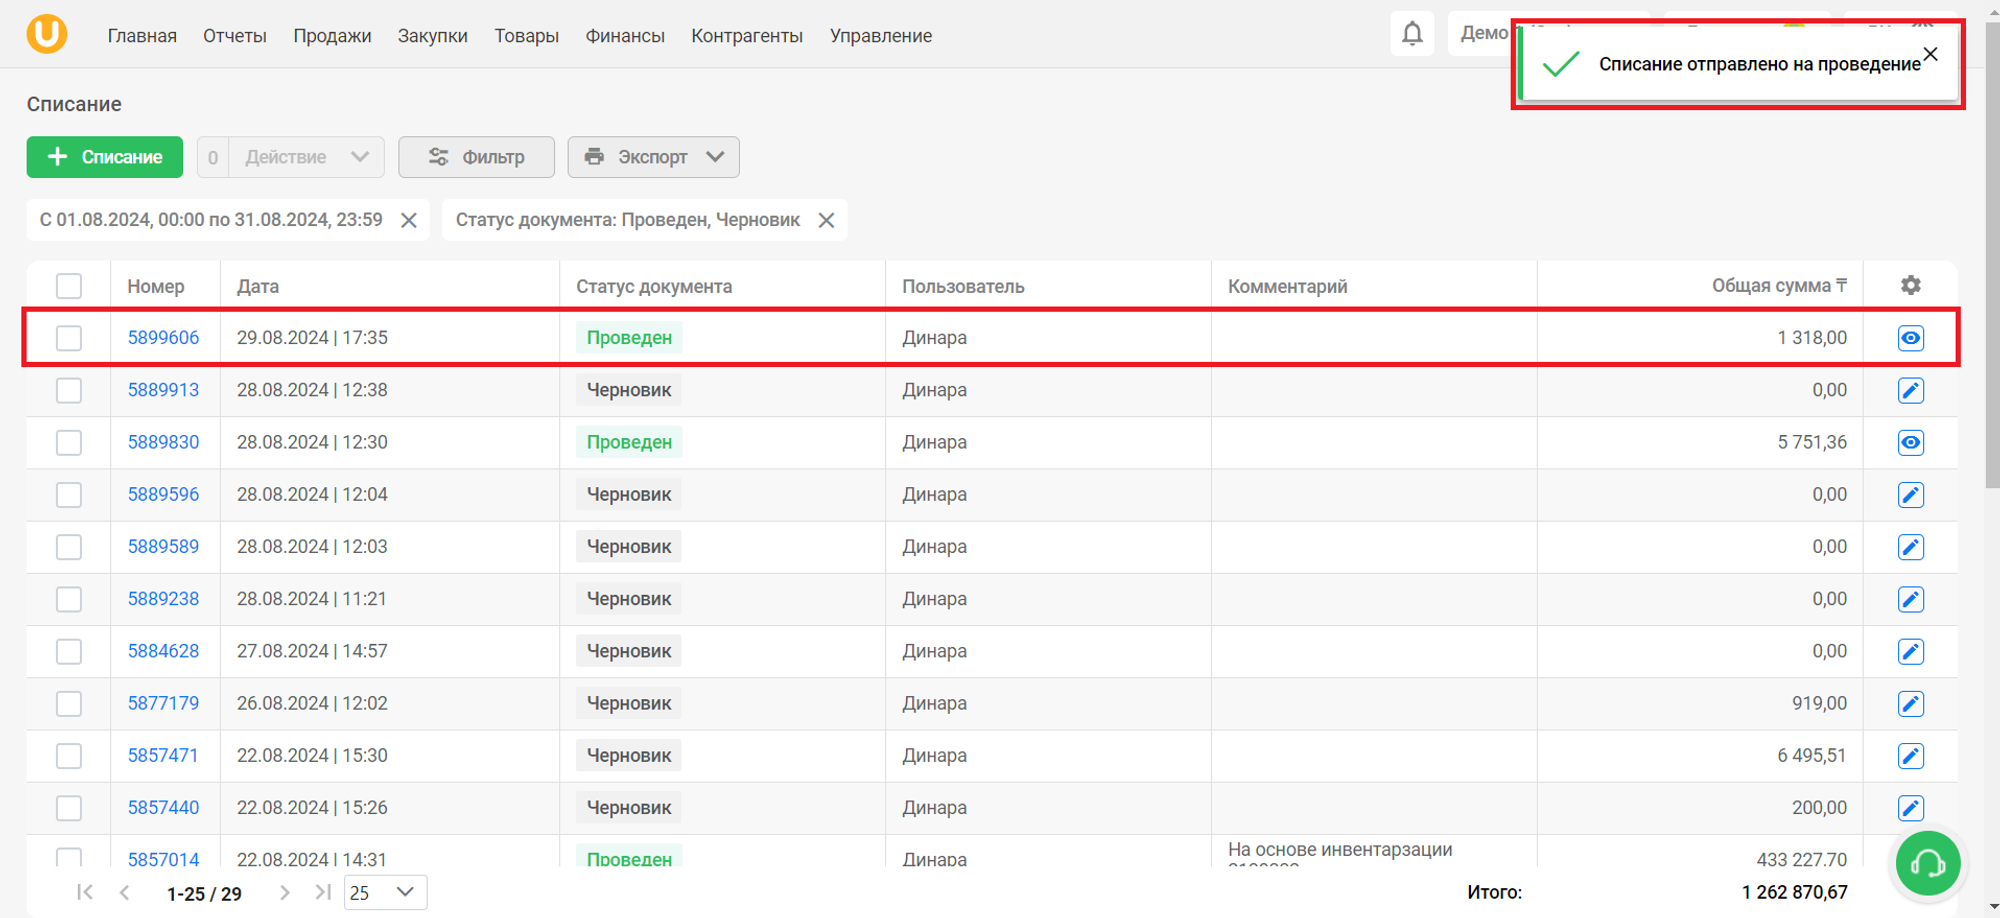 Главная Отчеты Продажи Закупки Товары Финансы Контрагенты Управление Демо
Списание отправлено на проведение
Списание
Списание 0 Действие Фильтр Экспорт
С 01.08.2024, 00:00 по 31.08.2024, 23:59 Статус документа: Проведен, Черновик
Номер Дата Статус документа Пользователь Комментарий Общая сумма ₸
5899606 29.08.2024 | 17:35 Проведен Динара 1 318,00
5889913 28.08.2024 | 12:38 Черновик Динара 0,00
5889830 28.08.2024 | 12:30 Проведен Динара 5 751,36
5889596 28.08.2024 | 12:04 Черновик Динара 0,00
5889589 28.08.2024 | 12:03 Черновик Динара 0,00
5889238 28.08.2024 | 11:21 Черновик Динара 0,00
5884628 27.08.2024 | 14:57 Черновик Динара 0,00
5877179 26.08.2024 | 12:02 Черновик Динара 919,00
5857471 22.08.2024 | 15:30 Черновик Динара 6 495,51
5857440 22.08.2024 | 15:26 Черновик Динара 200,00
5857014 22.08.2024 | 14:31 Проведен Динара На основе инвентарзации 433 227,70
1-25 / 29 25 Итого: 1 262 870,67